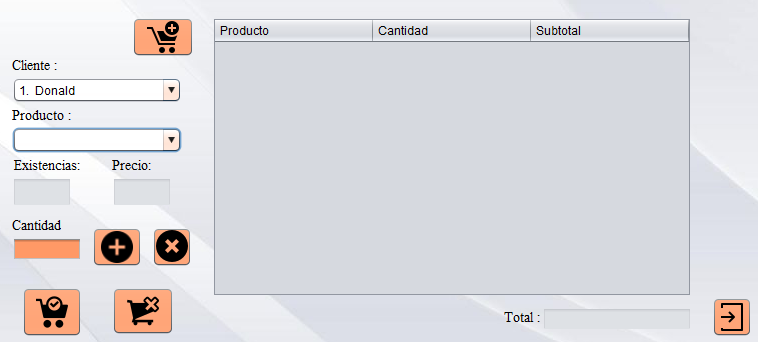 Producto Cantidad Subtotal
Cliente :
1. Donald
Producto :
Existencias: Precio:
Cantidad
Total :